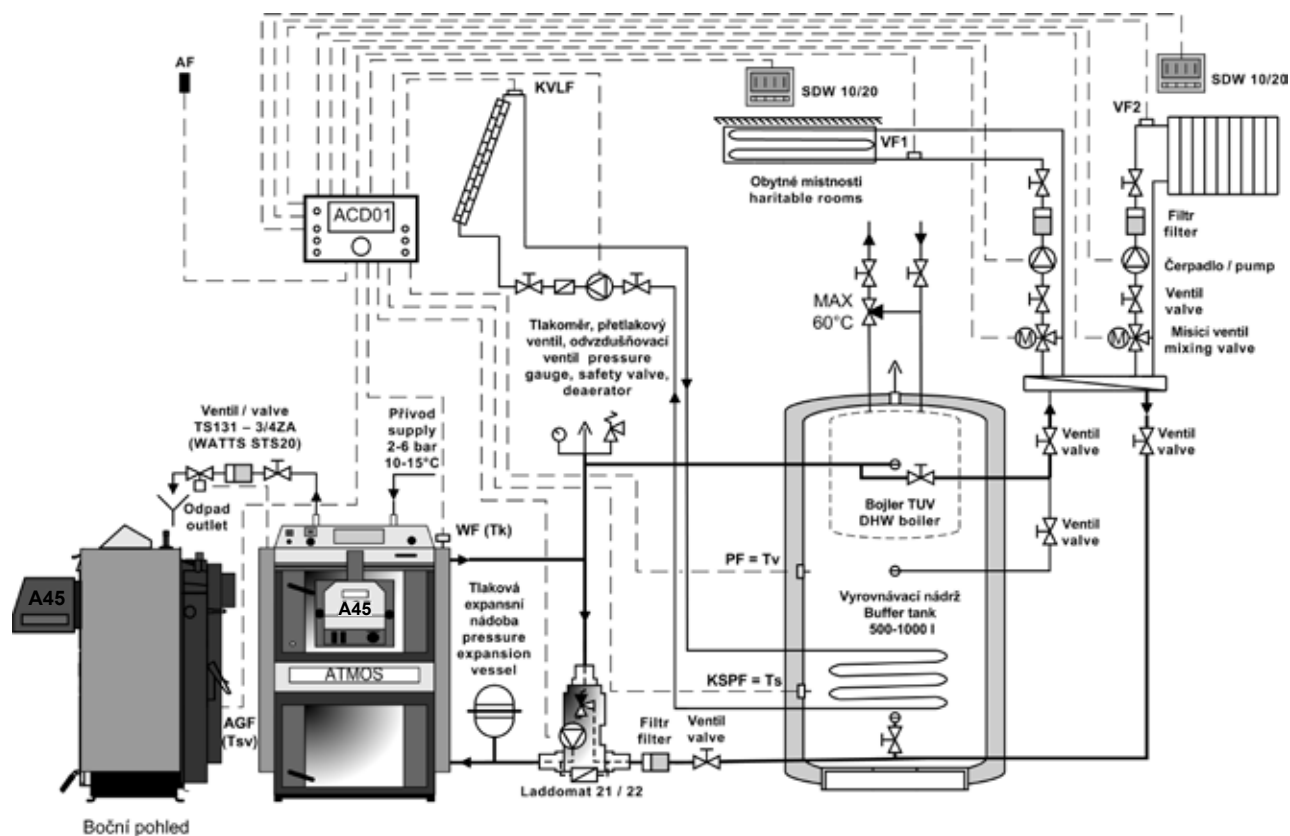 AF
KVLF
SDW 10/20
SDW 10/20
VF2
VF1
ACD01
Obytné místnosti
haritable rooms
Filtr
filter
Čerpadlo / pump
Ventil
valve
Misící ventil
mixing valve
M
M
MAX
60°C
Tlakoměr, přetlakový
ventil, odvzdušňovací
ventil pressure
gauge, safety valve,
deaerator
Ventil / valve
TS131 – 3/4ZA
(WATTS STS20)
Přívod
supply
2-6 bar
10-15°C
Ventil
valve
Ventil
valve
Odpad
outlet
Bojler TUV
DHW boiler
WF (Tk)
Ventil
valve
PF = Tv
A45
A45
Tlaková
expansní
nádoba
pressure
expansion
vessel
Vyrovnávací nádrž
Buffer tank
500-1000 l
ATMOS
KSPF = Ts
AGF
(Tsv)
Filtr
filter
Ventil
valve
Laddomat 21 / 22
Boční pohled